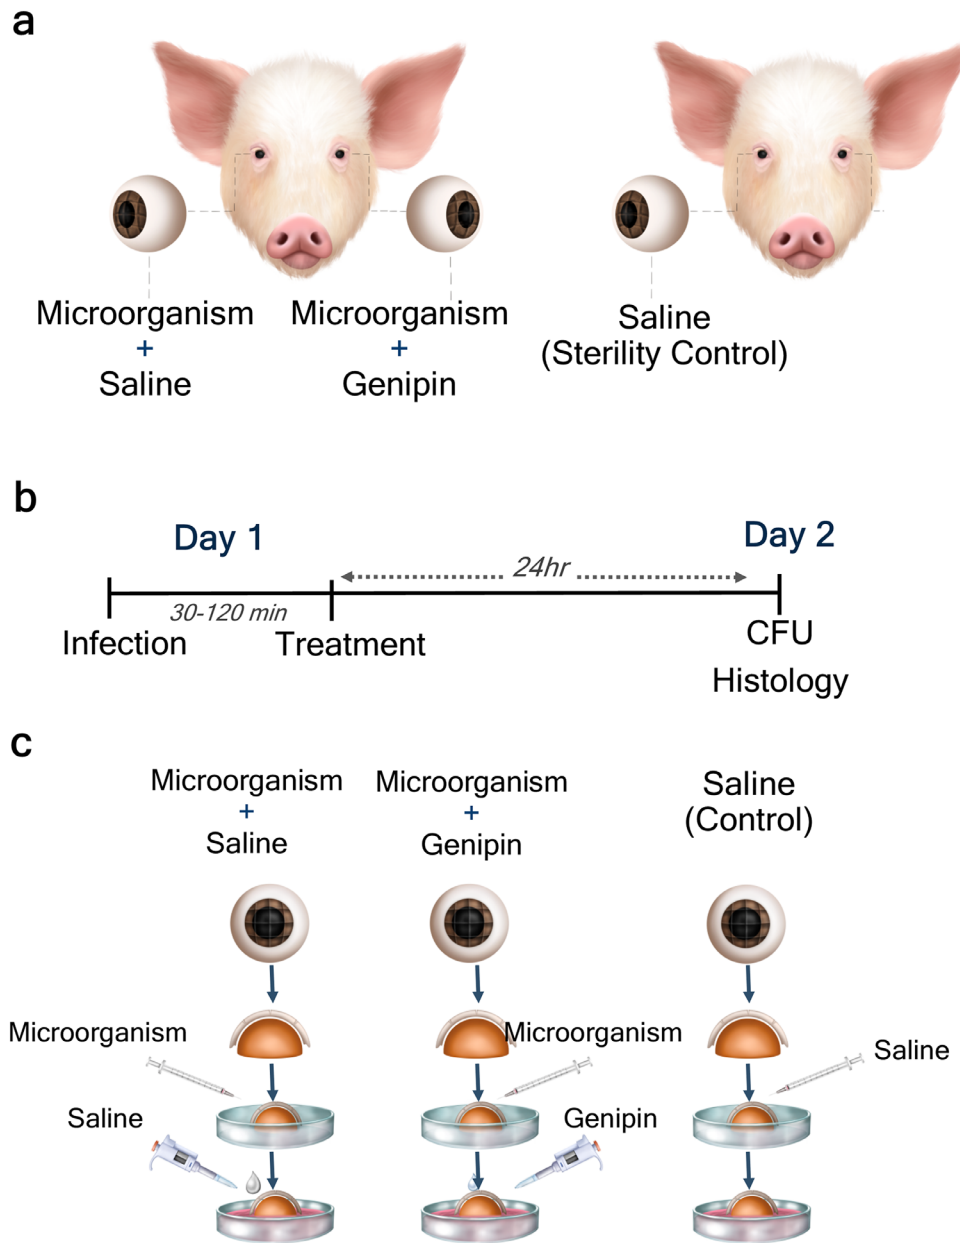 a
Microorganism
+
Saline
Microorganism
+
Genipin
Saline
(Sterility Control)
b
Day 1
Day 2
24hr
30-120 min
Infection
Treatment
CFU
Histology
c
Microorganism
+
Saline
Microorganism
+
Genipin
Saline
(Control)
Microorganism
Microorganism
Saline
Saline
Genipin